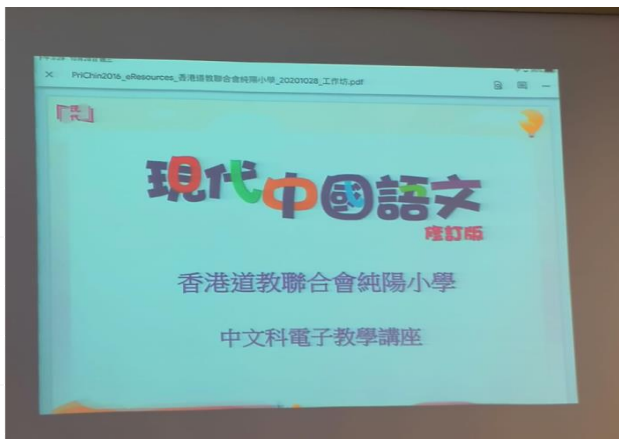 PriChin2016_eResources_香港道教聯合會純陽小學_20201028_工作坊.pdf
現代
現代中國語文
修訂版
香港道教聯合會純陽小學
中文科電子教學講座